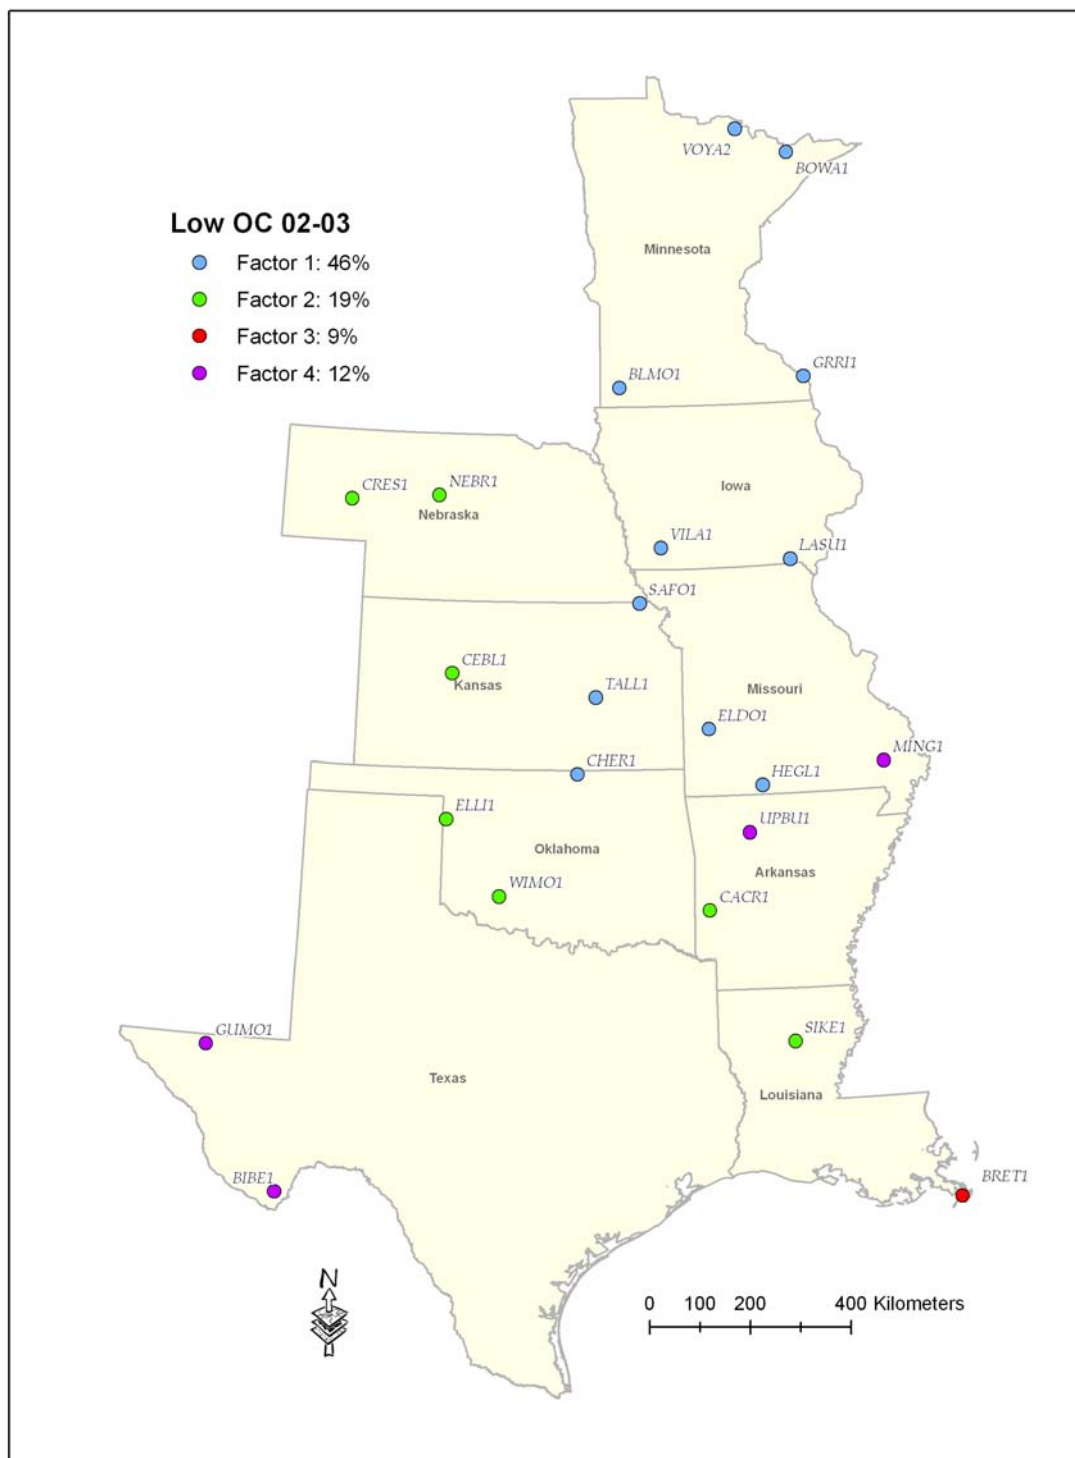 VOYA2
BOWA1
Low OC 02-03
Factor 1: 46%
Factor 2: 19%
Factor 3: 9%
Factor 4: 12%
Minnesota
GRRI1
BLMO1
CRES1
NEBR1
Nebraska
Iowa
VILA1
LASU1
SAFO1
CEBL1
Kansas
TALL1
Missouri
ELDO1
MING1
CHER1
HEGL1
ELLI1
UPBU1
Oklahoma
Arkansas
WIMO1
CACR1
GUMO1
SIKE1
Texas
Louisiana
BIBE1
BRET1
N
0 100 200 400 Kilometers